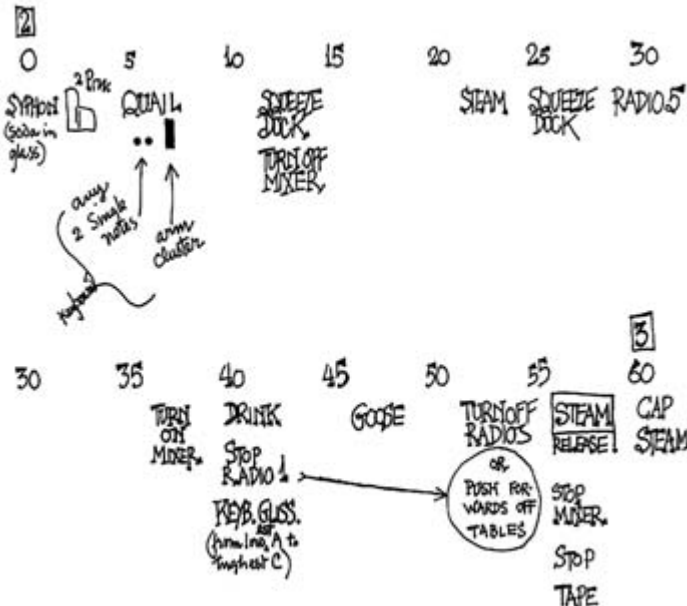 2
0 5 10 15 20 25 30
SYPHON
(soda in
glass)
QUAIL
SQUEEZE
DUCK
TURN OFF
MIXER
STEAM
SQUEEZE
DUCK
RADIO 5
any
2 Single
notes
arm
cluster
Keyboard
3
30 35 40 45 50 55 60
TURN
ON
MIXER
DRINK
STOP
RADIO 1
KEYB. GLISS.
(from low A to
highest C)
GOOSE
TURN OFF
RADIOS
OR
PUSH FOR-
WARDS OFF
TABLES
STEAM
RELEASE
STOP
MIXER
STOP
TAPE
CAP
STEAM